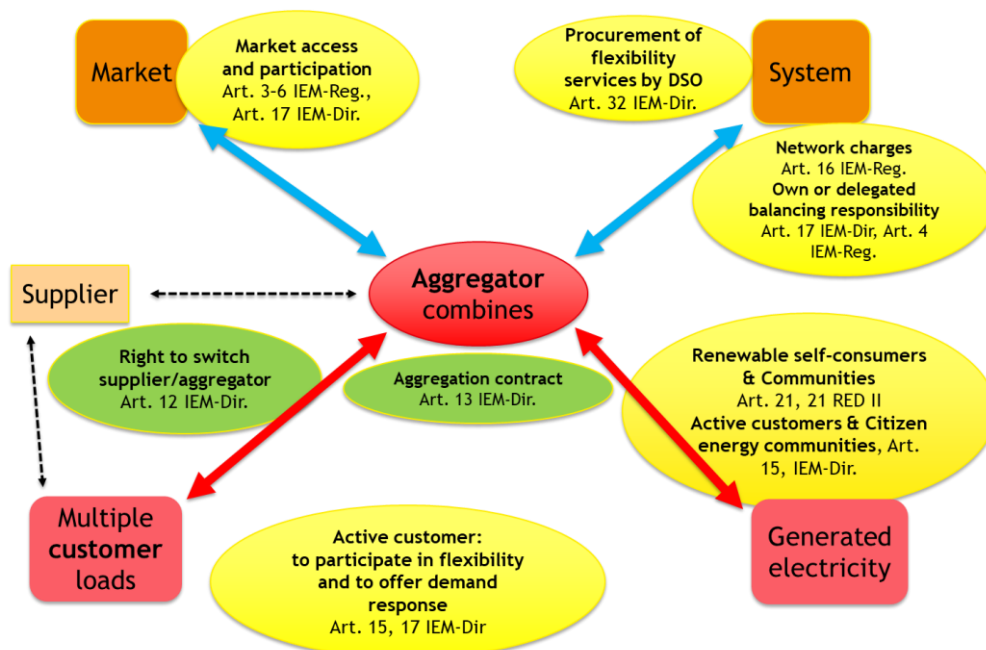 Market
Market access
and participation
Art. 3-6 IEM-Reg.,
Art. 17 IEM-Dir.
Procurement of
flexibility
services by DSO
Art. 32 IEM-Dir.
System
Network charges
Art. 16 IEM-Reg.
Own or delegated
balancing responsibility
Art. 17 IEM-Dir, Art. 4
IEM-Reg.
Supplier
Aggregator
combines
Right to switch
supplier/aggregator
Art. 12 IEM-Dir.
Aggregation contract
Art. 13 IEM-Dir.
Renewable self-consumers
& Communities
Art. 21, 21 RED II
Active customers & Citizen
energy communities, Art.
15, IEM-Dir.
Multiple
customer
loads
Active customer:
to participate in flexibility
and to offer demand
response
Art. 15, 17 IEM-Dir
Generated
electricity